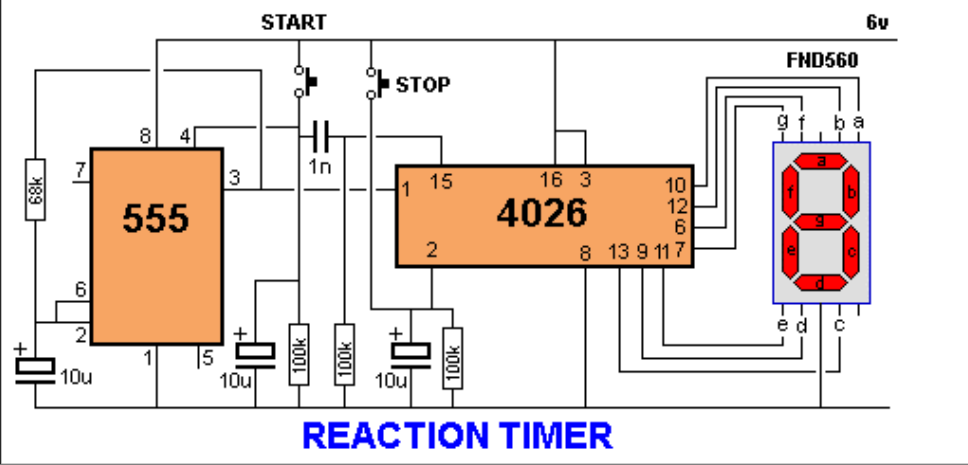 START
6v
FND560
STOP
g f b a
8 4
1n
7
68k
3
555
1 15 16 3 10
4026
12
6
2 8 13 9 11 7
a
f b
g
e c
d
6
2
+ + +
1 5
10u 10u 100k 100k 10u 100k
e d c
REACTION TIMER